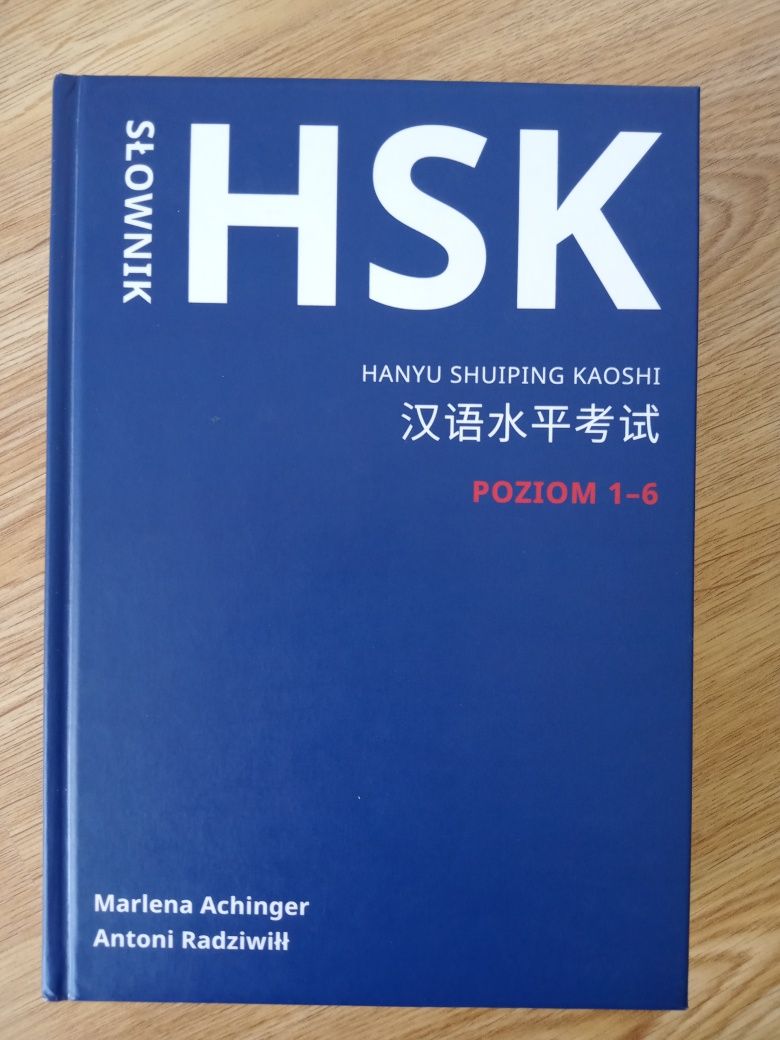 SŁOWNIK
HSK
HANYU SHUIPING KAOSHI
汉语水平考试
POZIOM 1–6
Marlena Achinger
Antoni Radziwiłł